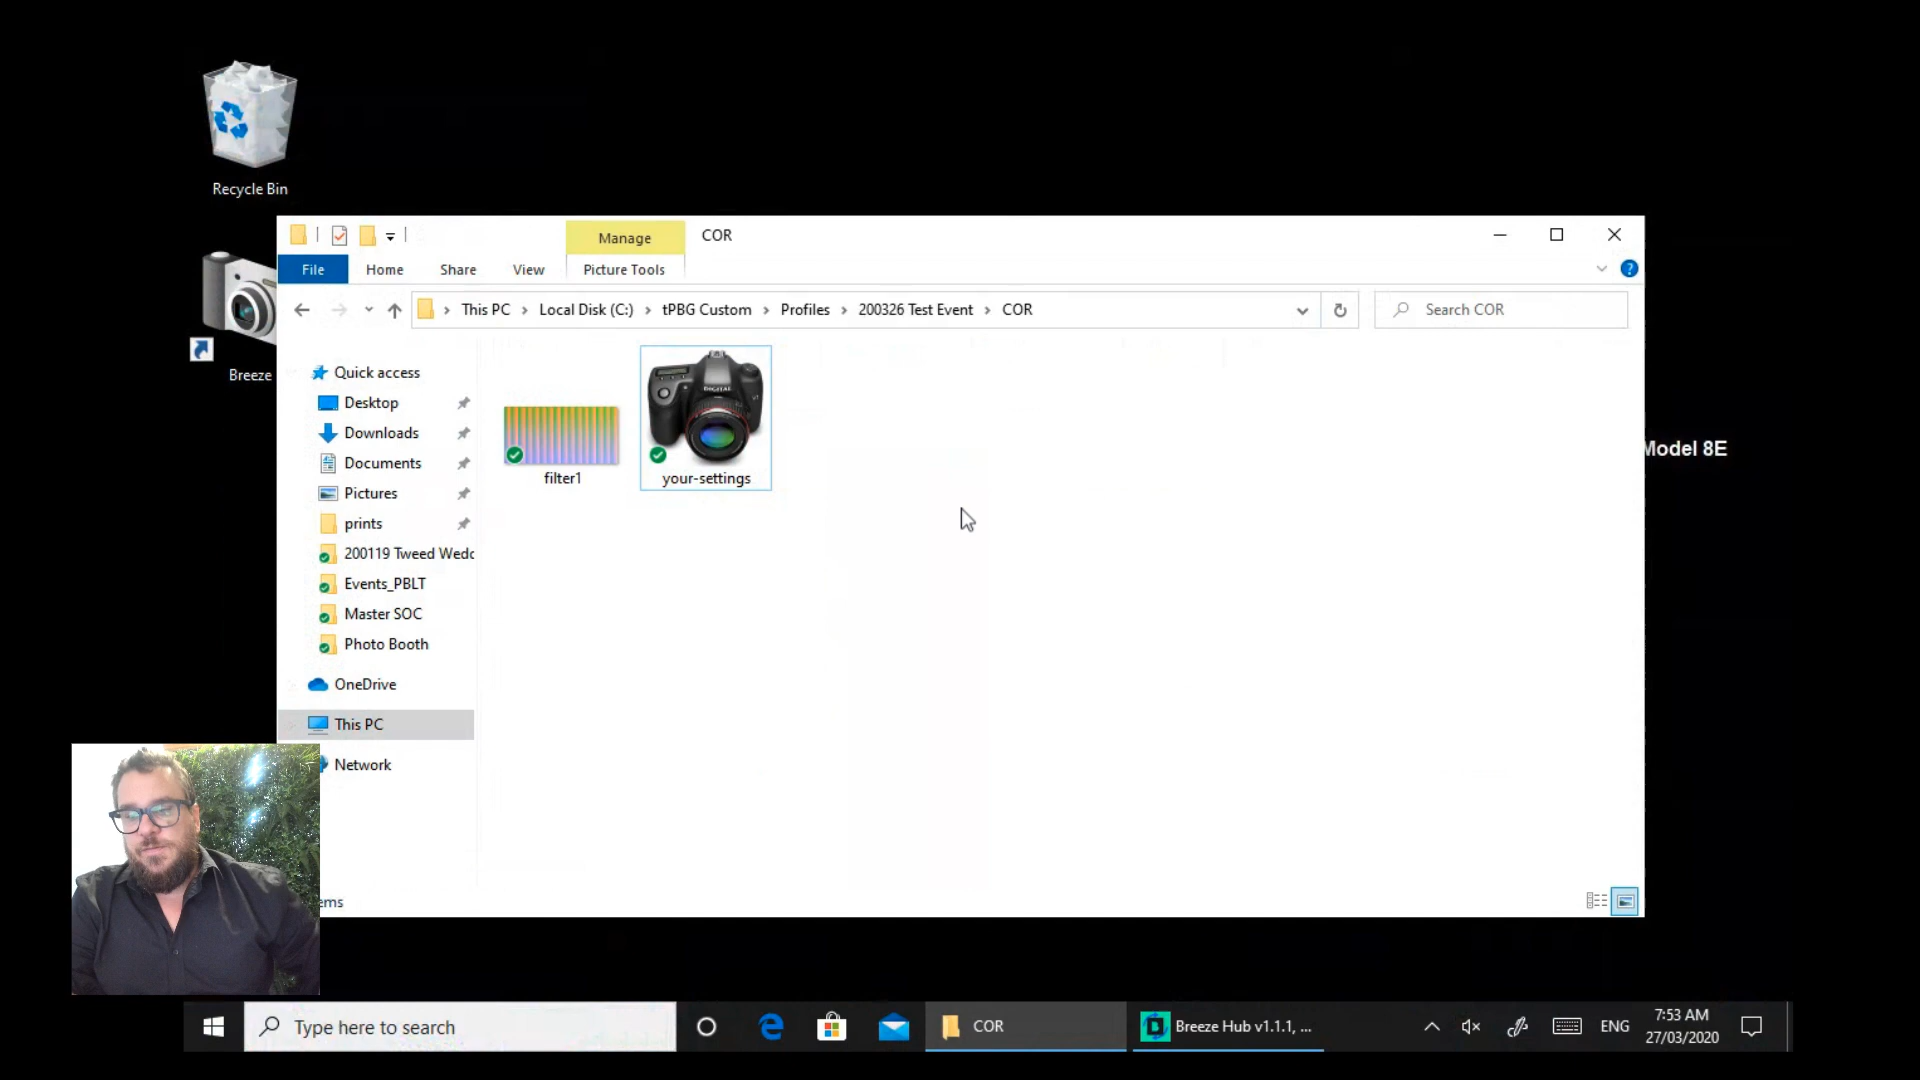 Recycle Bin
Breeze
Model 8E
Manage
COR
File
Home
Share
View
Picture Tools
This PC
Local Disk (C:)
tPBG Custom
Profiles
200326 Test Event
COR
Search COR
Quick access
Desktop
Downloads
Documents
Pictures
prints
200119 Tweed Wedd
Events_PBLT
Master SOC
Photo Booth
OneDrive
This PC
Network
DIGITAL
filter1
your-settings
ems
Type here to search
COR
Breeze Hub v1.1.1, ...
ENG
7:53 AM
27/03/2020